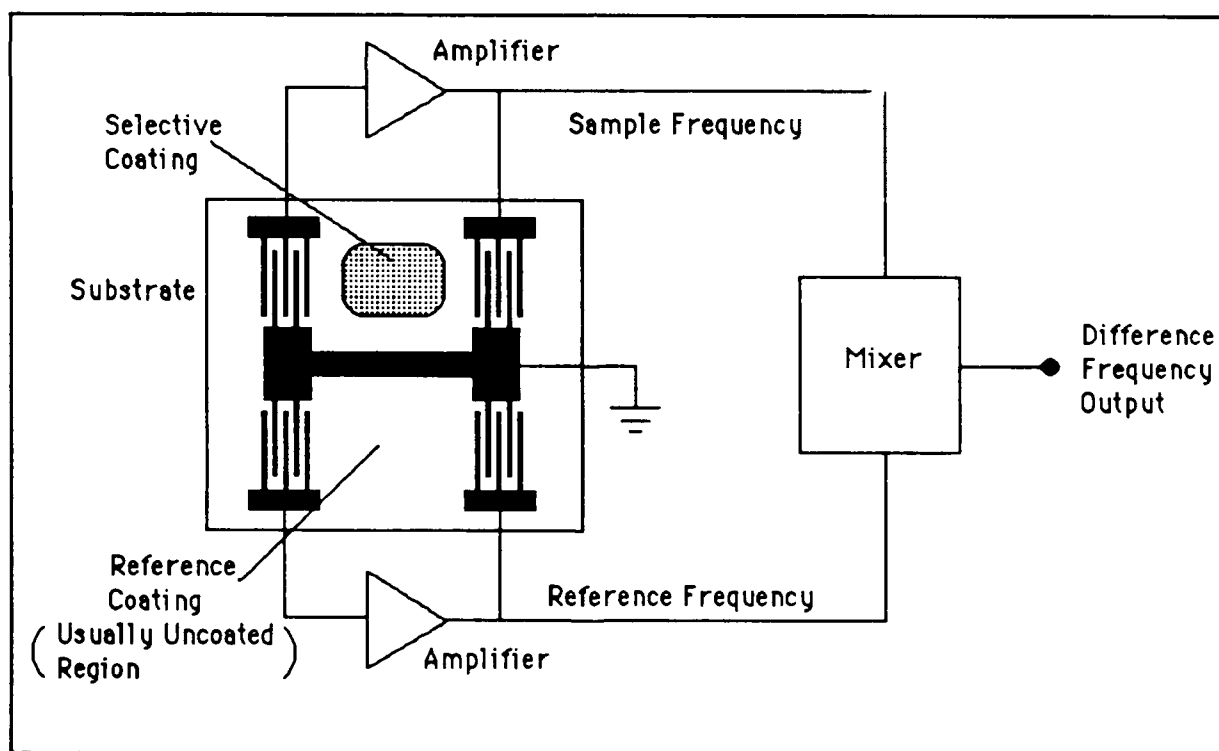 Amplifier
Selective
Coating
Sample Frequency
Substrate
Mixer
Difference
Frequency
Output
Reference
Coating
( Usually Uncoated
Region )
Reference Frequency
Amplifier